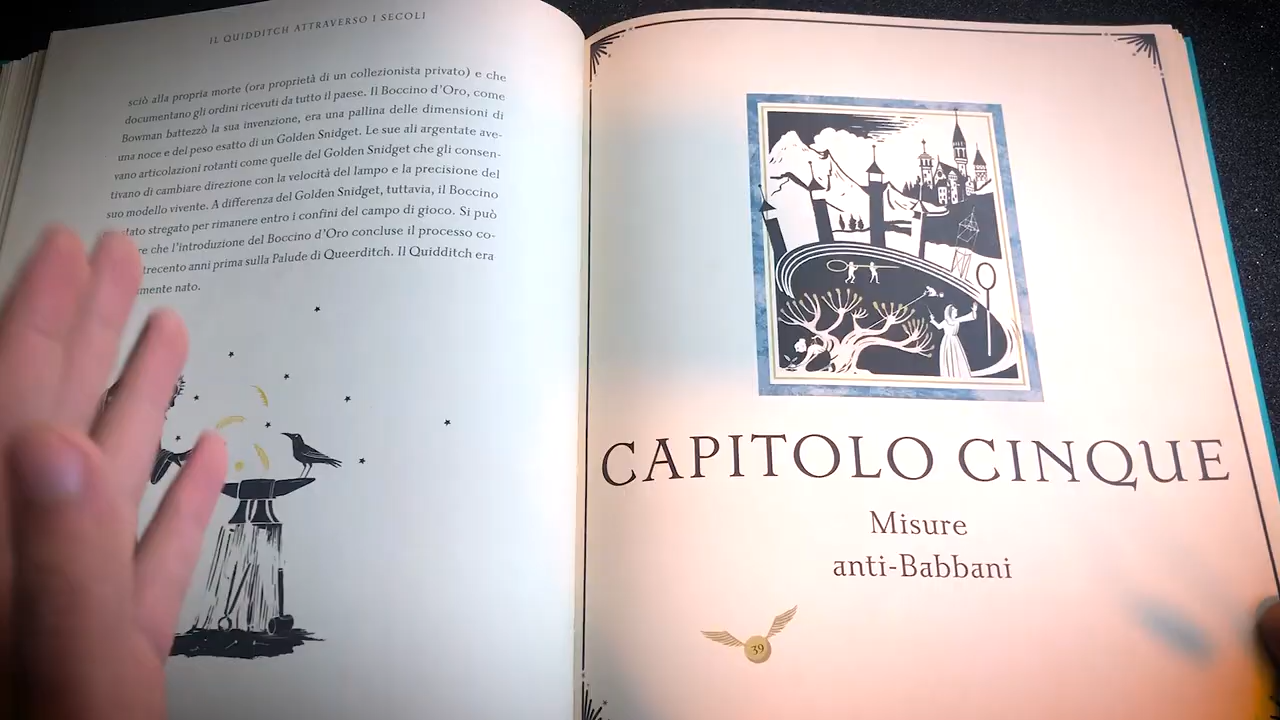 IL QUIDDITCH ATTRAVERSO I SECOLI
sciò alla propria morte (ora proprietà di un collezionista privato) e che
documentano gli ordini ricevuti da tutto il paese. Il Boccino d'Oro, come
Bowman battezzò la sua invenzione, era una pallina delle dimensioni di
una noce e del peso esatto di un Golden Snidget. Le sue ali argentate ave-
vano articolazioni rotanti come quelle del Golden Snidget che gli consen-
tivano di cambiare direzione con la velocità del lampo e la precisione del
suo modello vivente. A differenza del Golden Snidget, tuttavia, il Boccino
stregato per rimanere entro i confini del campo di gioco. Si può
che l'introduzione del Boccino d'Oro concluse il processo co-
trecento anni prima sulla Palude di Queerditch. Il Quidditch era
nato.
CAPITOLO CINQUE
Misure
anti-Babbani
39